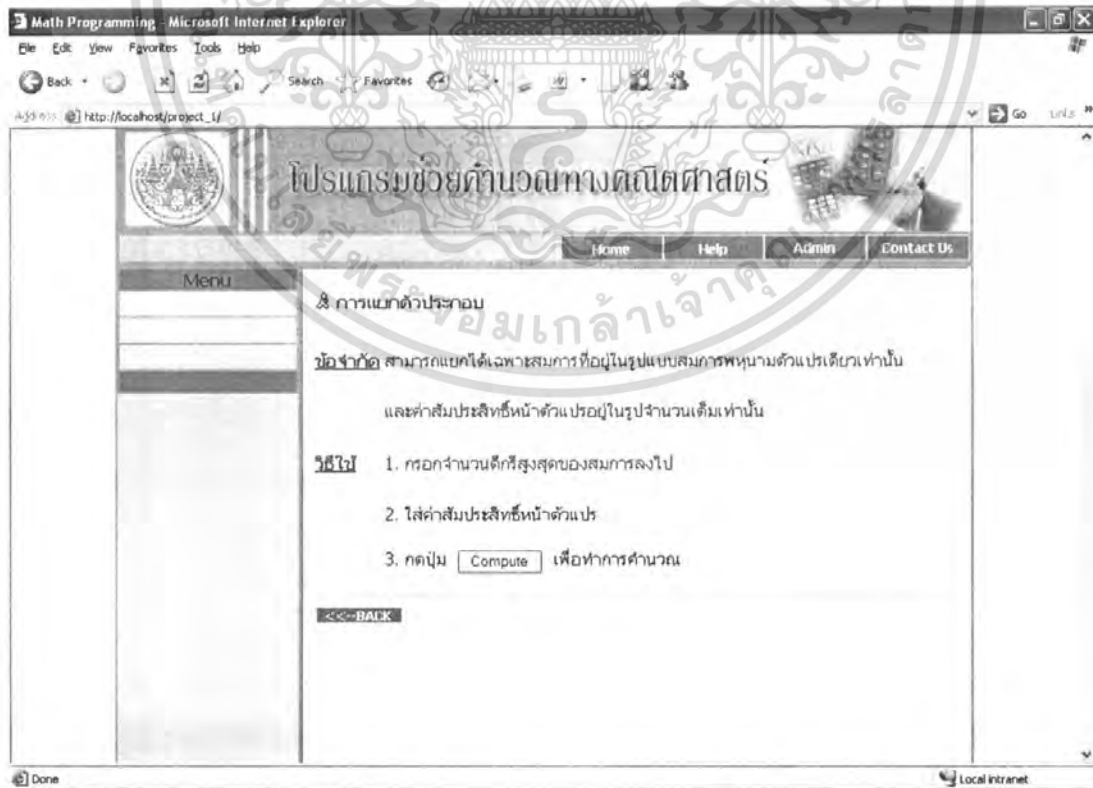 Math Programming - Microsoft Internet Explorer
File Edit View Favorites Tools Help
Back Search Favorites
Address http://localhost/project_1/ Go Links »
โปรแกรมช่วยคำนวณทางคณิตศาสตร์
Home Help Admin Contact Us
Menu
การแยกตัวประกอบ
ข้อจำกัด สามารถแยกได้เฉพาะสมการที่อยู่ในรูปแบบสมการพหุนามตัวแปรเดียวเท่านั้น
และค่าสัมประสิทธิ์หน้าตัวแปรอยู่ในรูปจำนวนเต็มเท่านั้น
วิธีใช้ 1. กรอกจำนวนดีกรีสูงสุดของสมการลงไป
2. ใส่ค่าสัมประสิทธิ์หน้าตัวแปร
3. กดปุ่ม Compute เพื่อทำการคำนวณ
<<--BACK
Done Local intranet